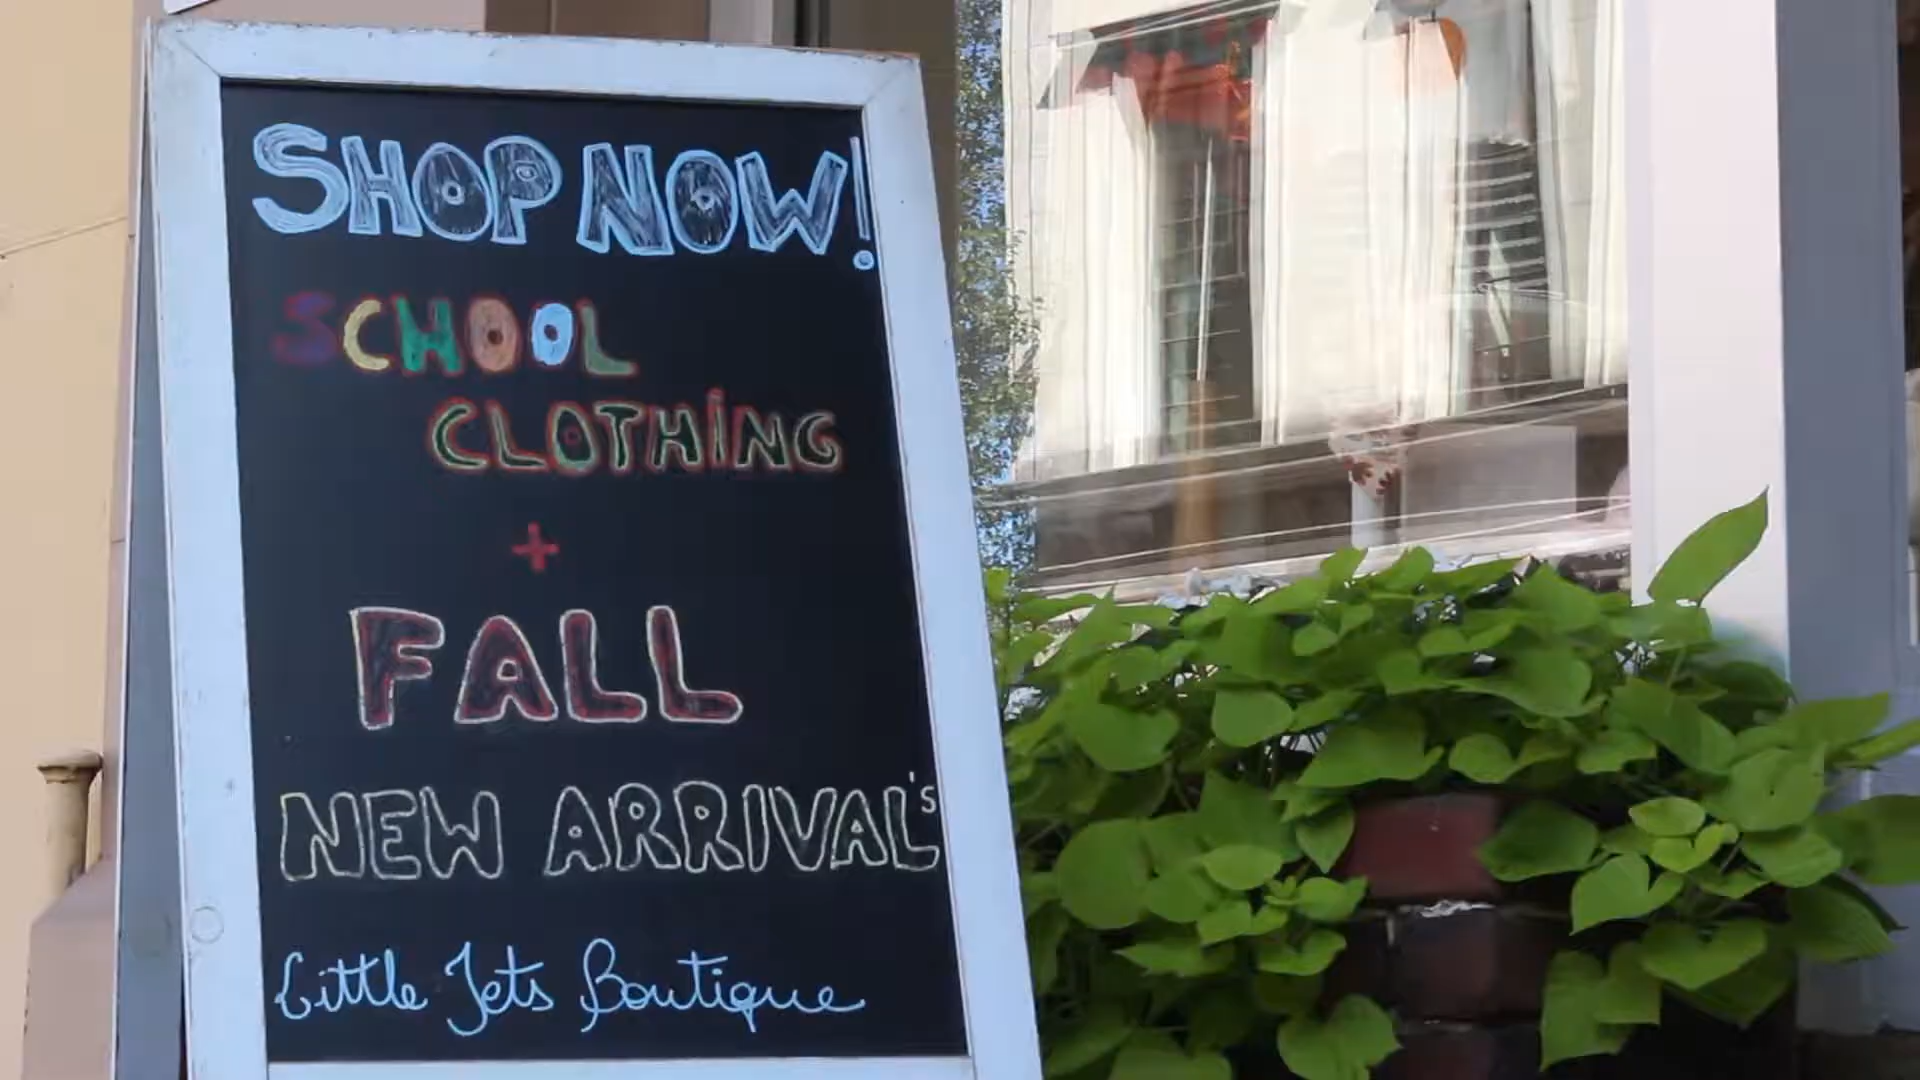 SHOP NOW!
SCHOOL
CLOTHiNG
+
FALL
NEW ARRIVAL's
Little Jets Boutique